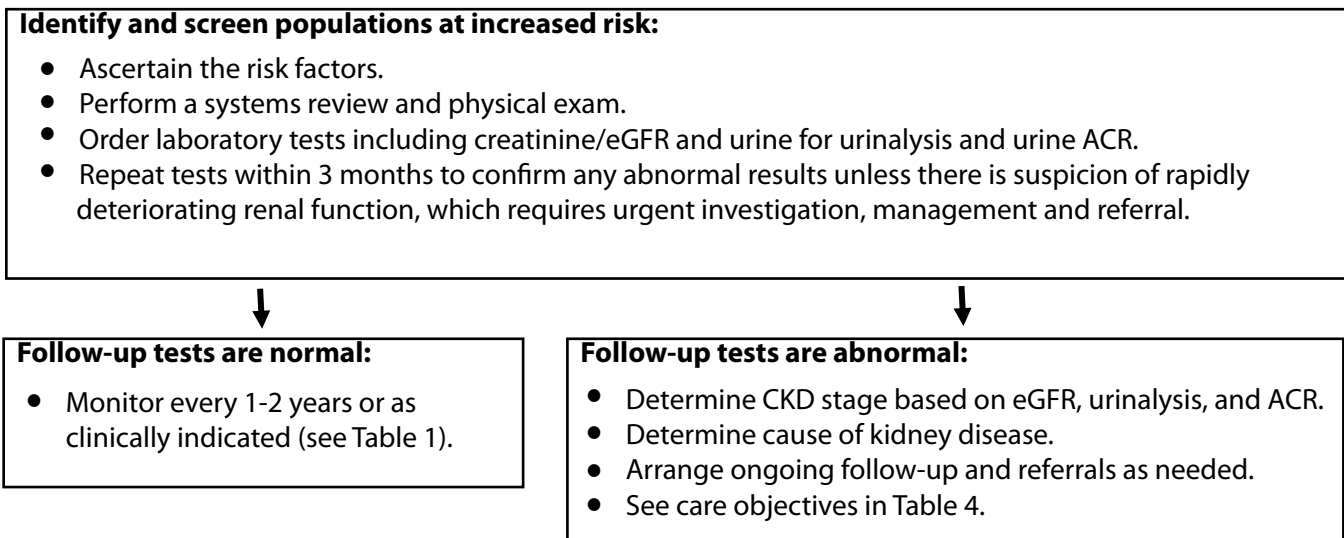 Identify and screen populations at increased risk:
• Ascertain the risk factors.
• Perform a systems review and physical exam.
• Order laboratory tests including creatinine/eGFR and urine for urinalysis and urine ACR.
• Repeat tests within 3 months to confirm any abnormal results unless there is suspicion of rapidly
deteriorating renal function, which requires urgent investigation, management and referral.
Follow-up tests are normal:
• Monitor every 1-2 years or as
clinically indicated (see Table 1).
Follow-up tests are abnormal:
• Determine CKD stage based on eGFR, urinalysis, and ACR.
• Determine cause of kidney disease.
• Arrange ongoing follow-up and referrals as needed.
• See care objectives in Table 4.